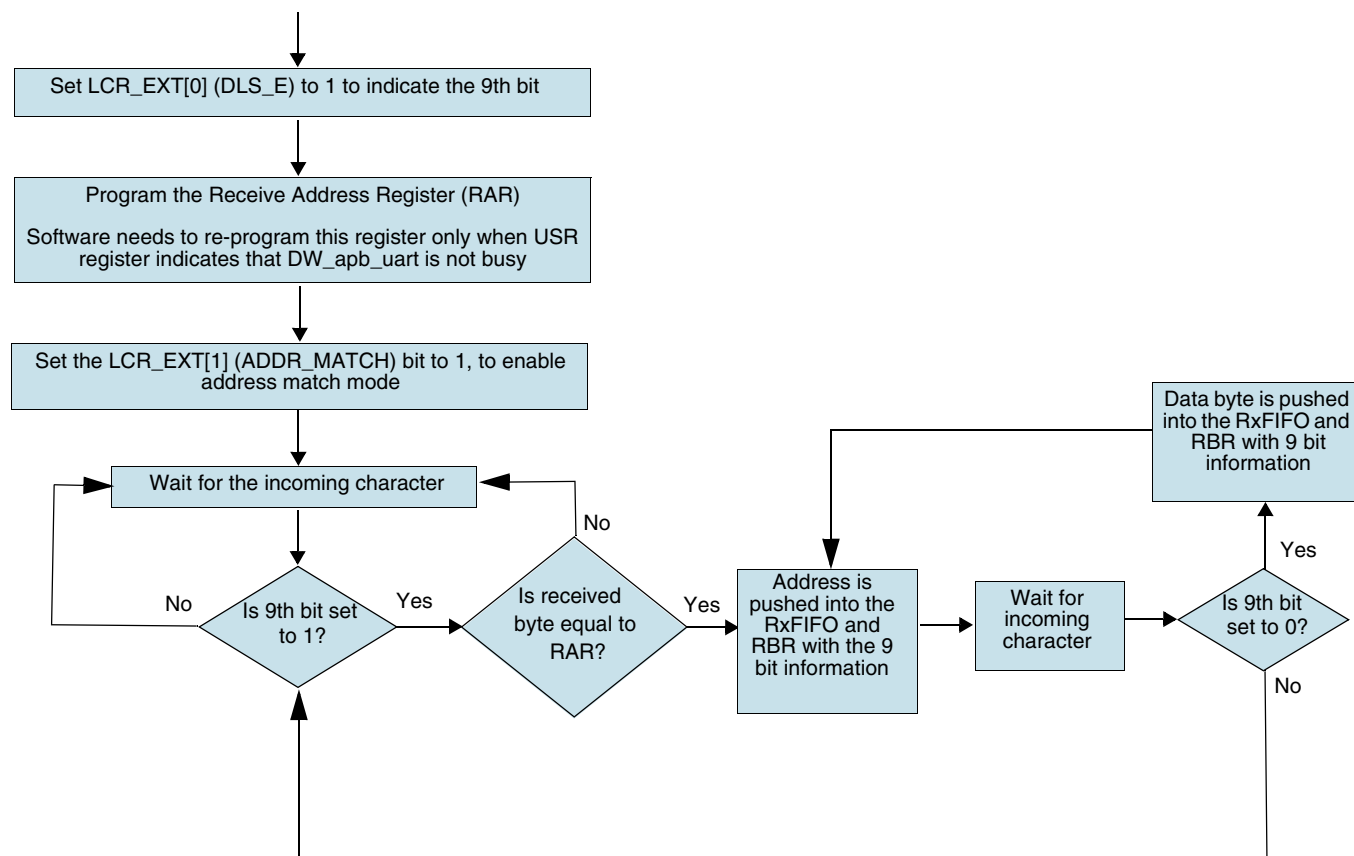 Set LCR_EXT[0] (DLS_E) to 1 to indicate the 9th bit
Program the Receive Address Register (RAR)
Software needs to re-program this register only when USR
register indicates that DW_apb_uart is not busy
Set the LCR_EXT[1] (ADDR_MATCH) bit to 1, to enable
address match mode
Wait for the incoming character
No
Is 9th bit set
to 1?
Yes
No
Is received
byte equal to
RAR?
Yes
Address is
pushed into the
RxFIFO and
RBR with the 9
bit information
Wait for
incoming
character
Is 9th bit
set to 0?
Yes
No
Data byte is pushed
into the RxFIFO and
RBR with 9 bit
information